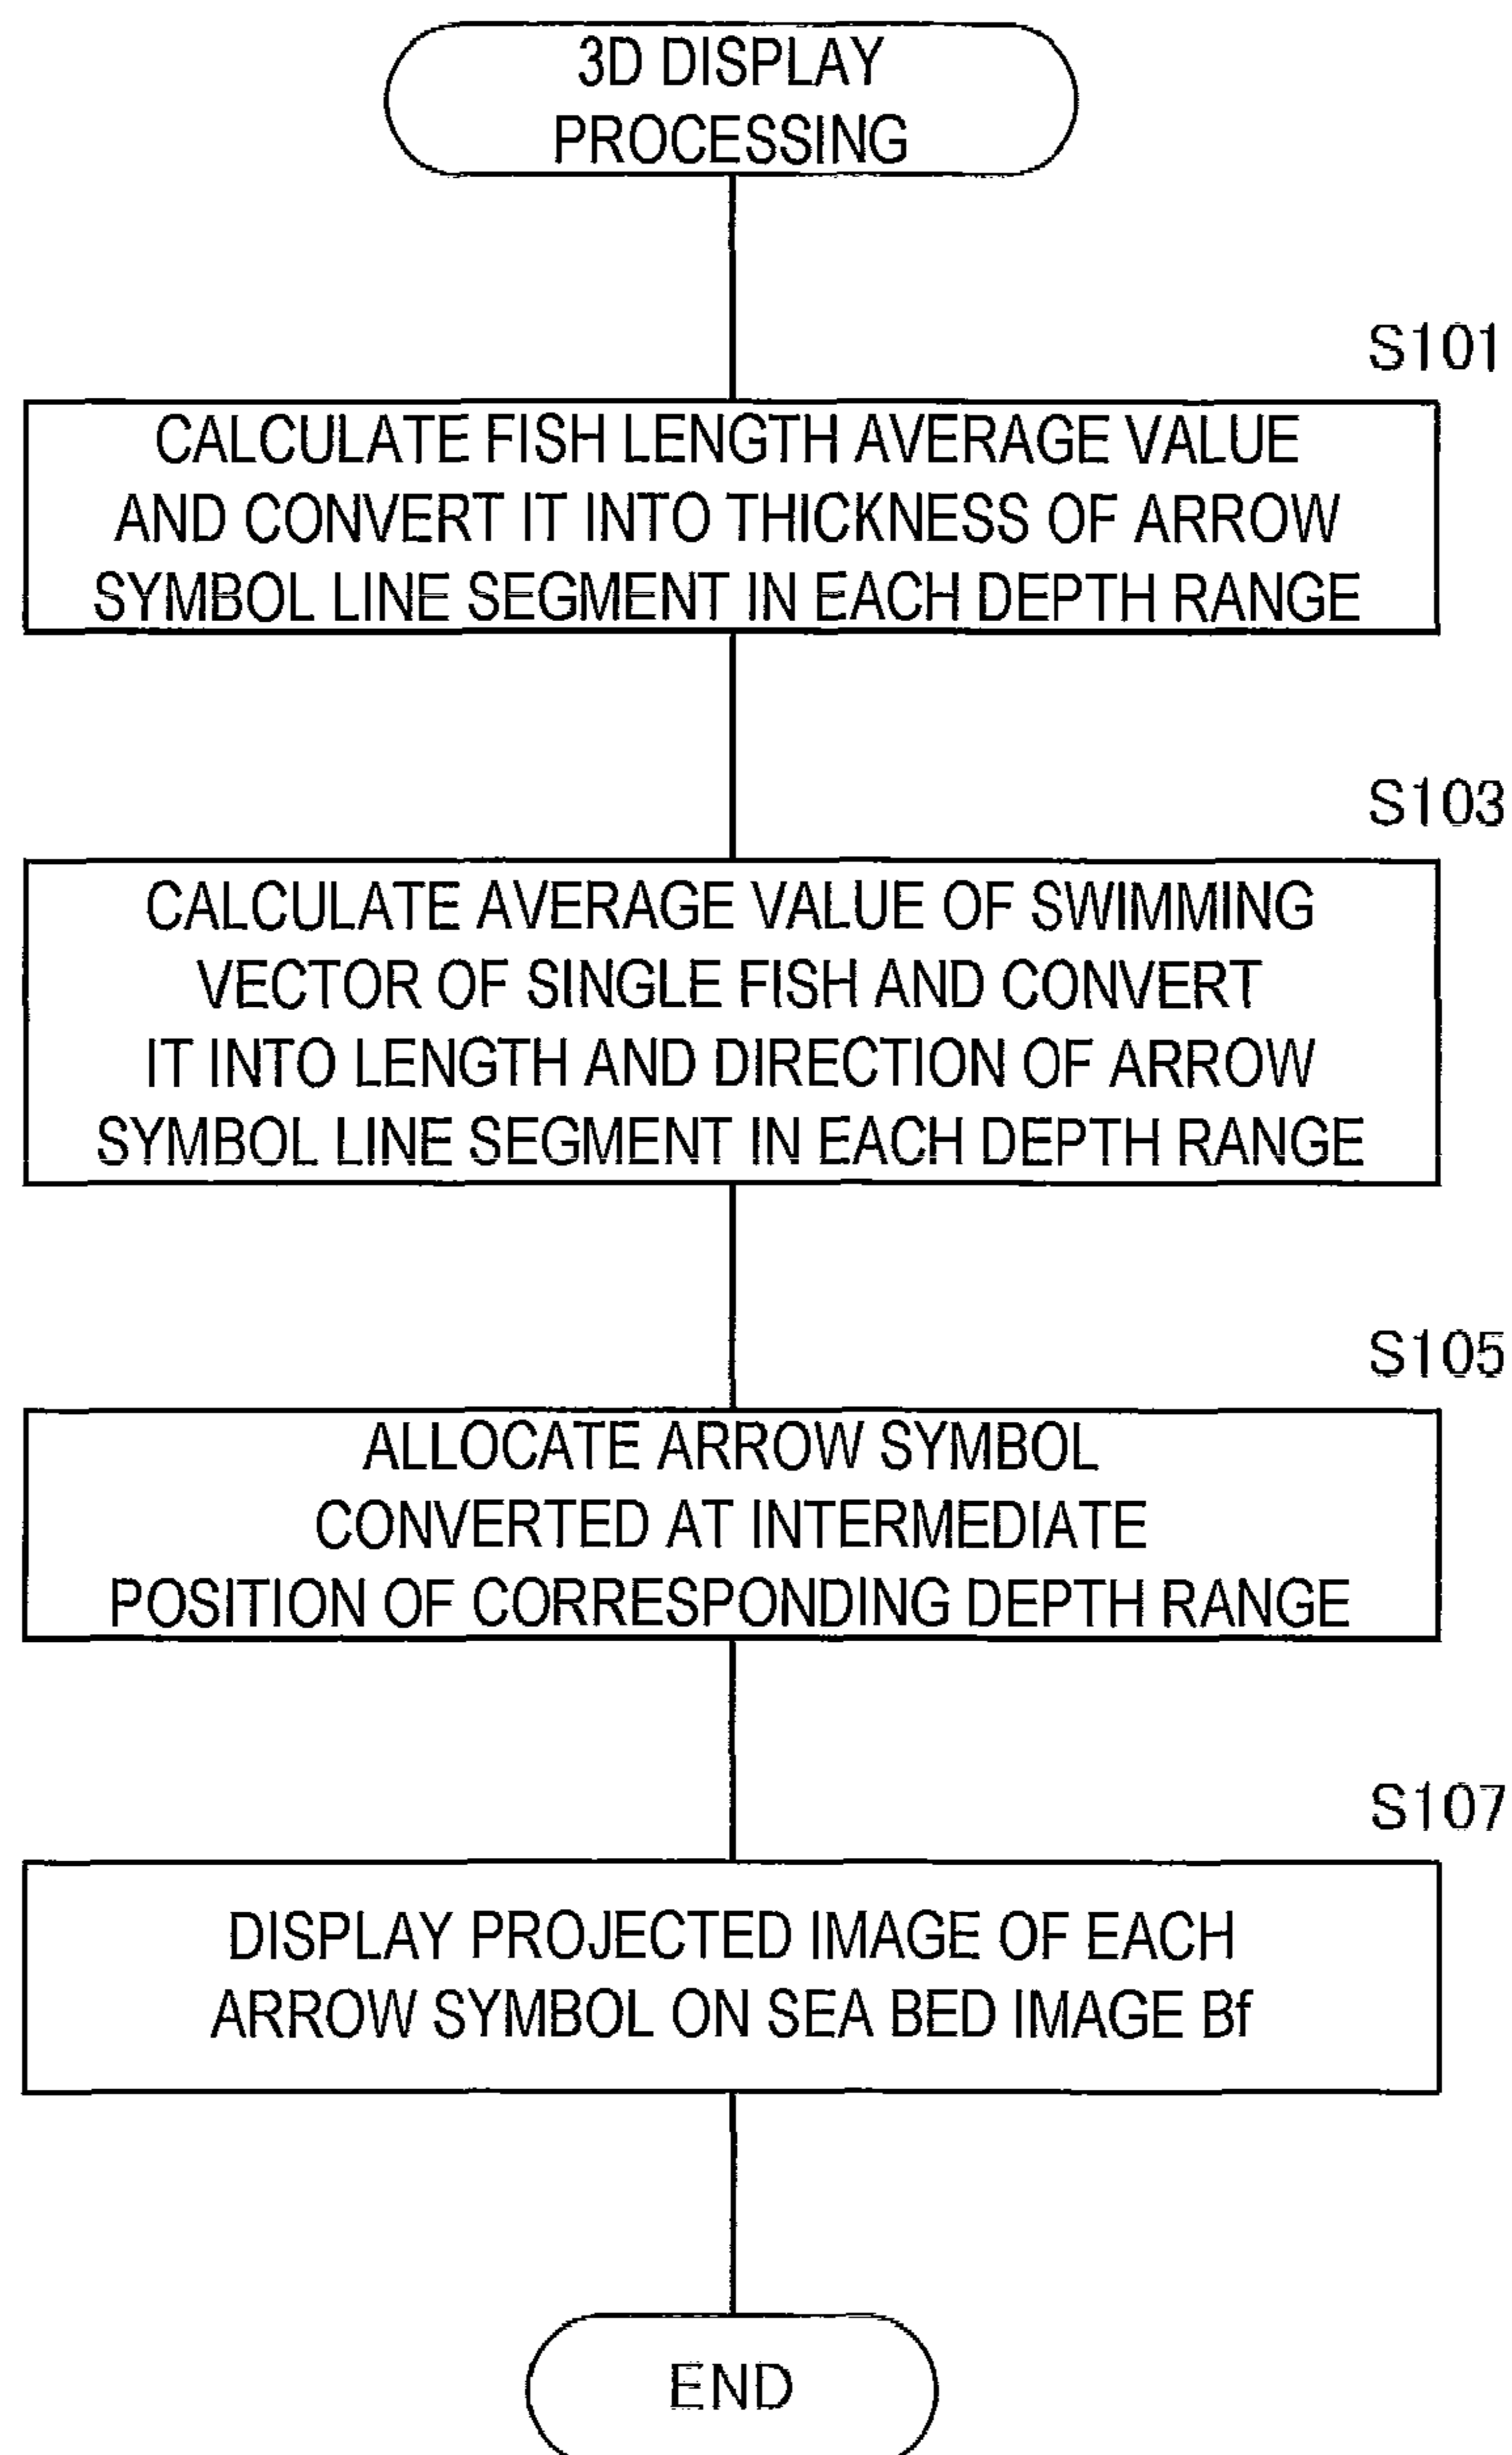 3D DISPLAY
PROCESSING
S101
CALCULATE FISH LENGTH AVERAGE VALUE
AND CONVERT IT INTO THICKNESS OF ARROW
SYMBOL LINE SEGMENT IN EACH DEPTH RANGE
S103
CALCULATE AVERAGE VALUE OF SWIMMING
VECTOR OF SINGLE FISH AND CONVERT
IT INTO LENGTH AND DIRECTION OF ARROW
SYMBOL LINE SEGMENT IN EACH DEPTH RANGE
S105
ALLOCATE ARROW SYMBOL
CONVERTED AT INTERMEDIATE
POSITION OF CORRESPONDING DEPTH RANGE
S107
DISPLAY PROJECTED IMAGE OF EACH
ARROW SYMBOL ON SEA BED IMAGE Bf
END